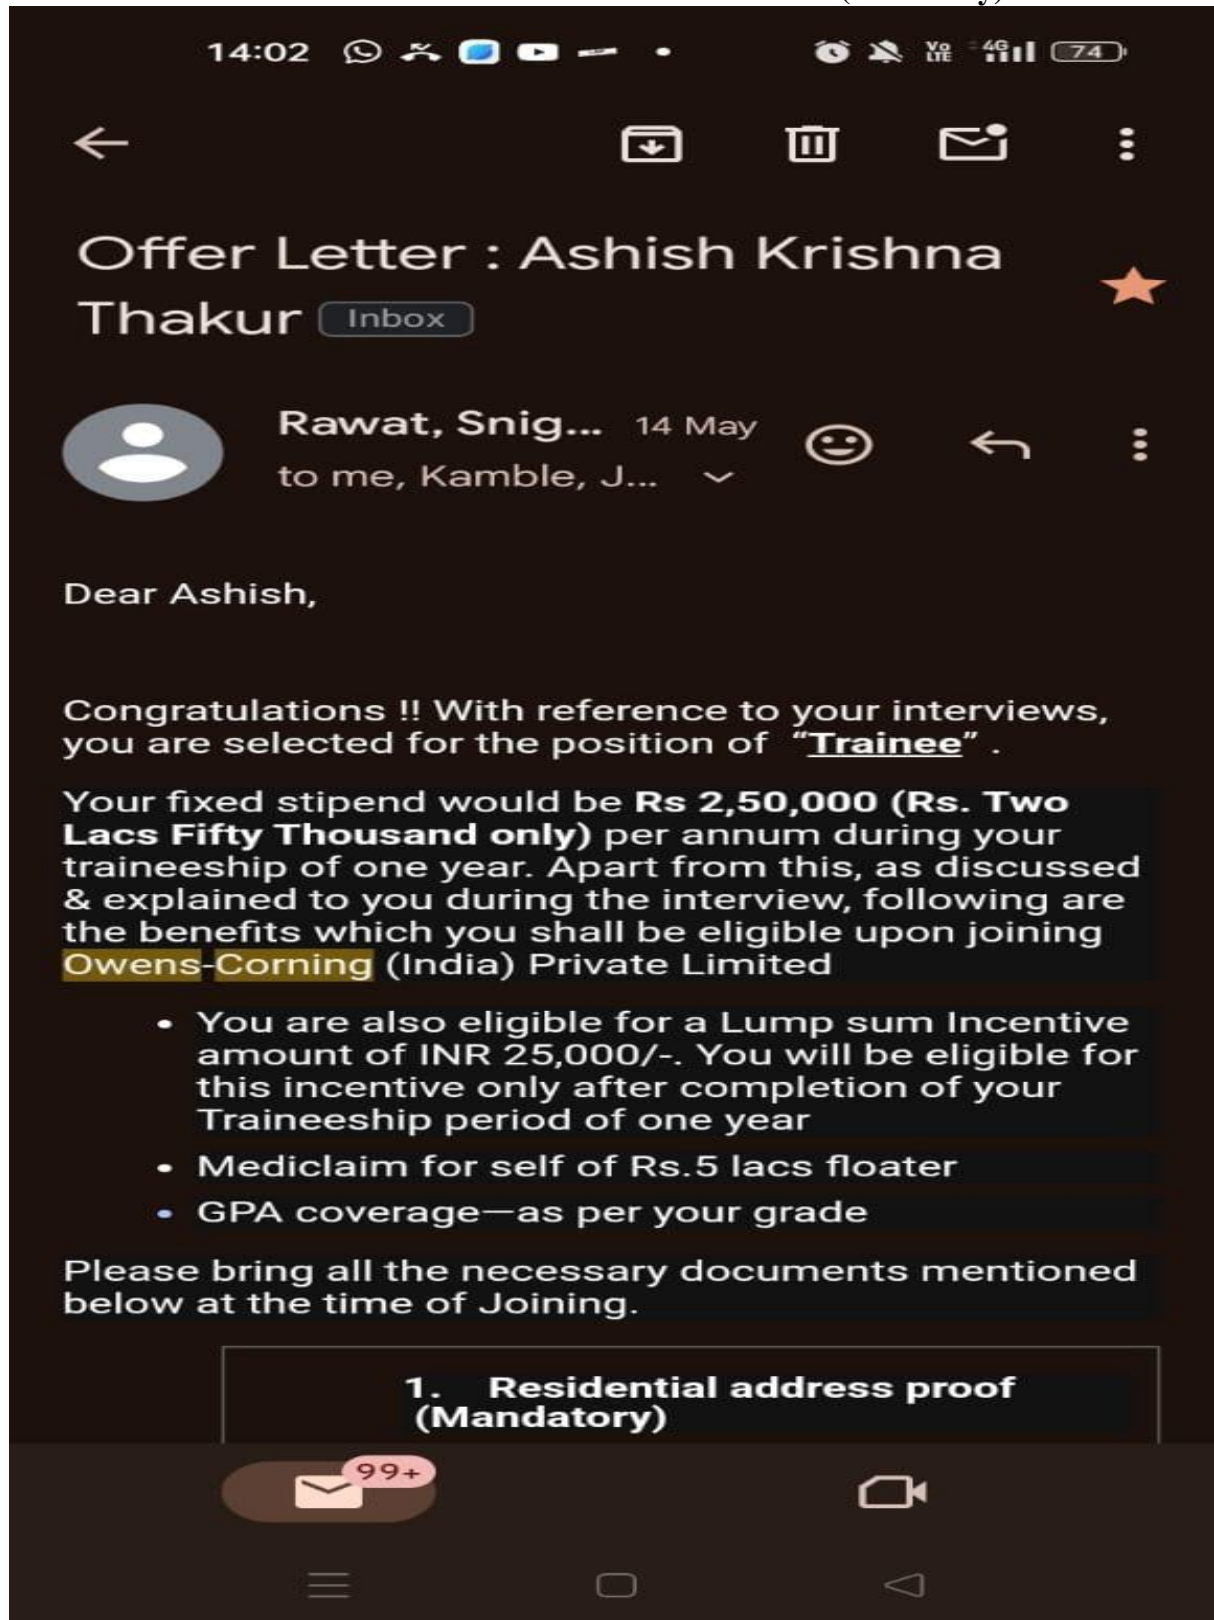 14:02 Vo LTE 4G 74
Offer Letter : Ashish Krishna
Thakur Inbox
Rawat, Snig... 14 May
to me, Kamble, J...
Dear Ashish,
Congratulations !! With reference to your interviews,
you are selected for the position of “Trainee” .
Your fixed stipend would be Rs 2,50,000 (Rs. Two
Lacs Fifty Thousand only) per annum during your
traineeship of one year. Apart from this, as discussed
& explained to you during the interview, following are
the benefits which you shall be eligible upon joining
Owens-Corning (India) Private Limited
• You are also eligible for a Lump sum Incentive
amount of INR 25,000/-. You will be eligible for
this incentive only after completion of your
Traineeship period of one year
• Mediclaim for self of Rs.5 lacs floater
• GPA coverage—as per your grade
Please bring all the necessary documents mentioned
below at the time of Joining.
1. Residential address proof
(Mandatory)
99+